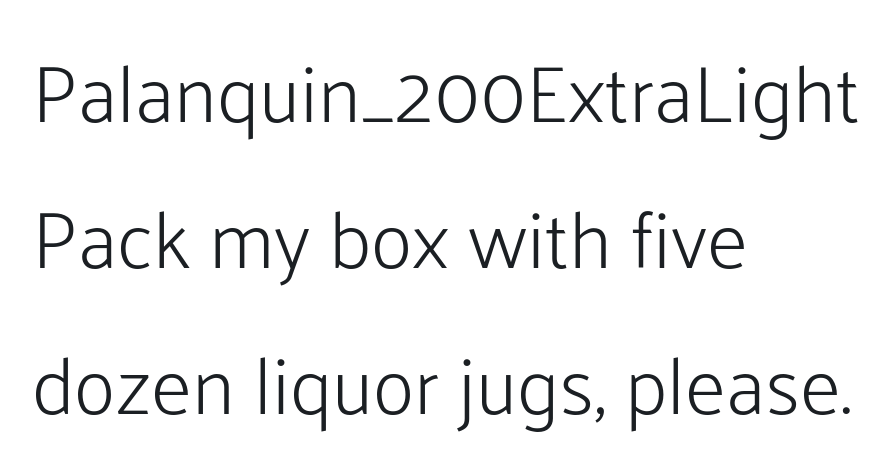 Palanquin_200ExtraLight
Pack my box with five
dozen liquor jugs, please.